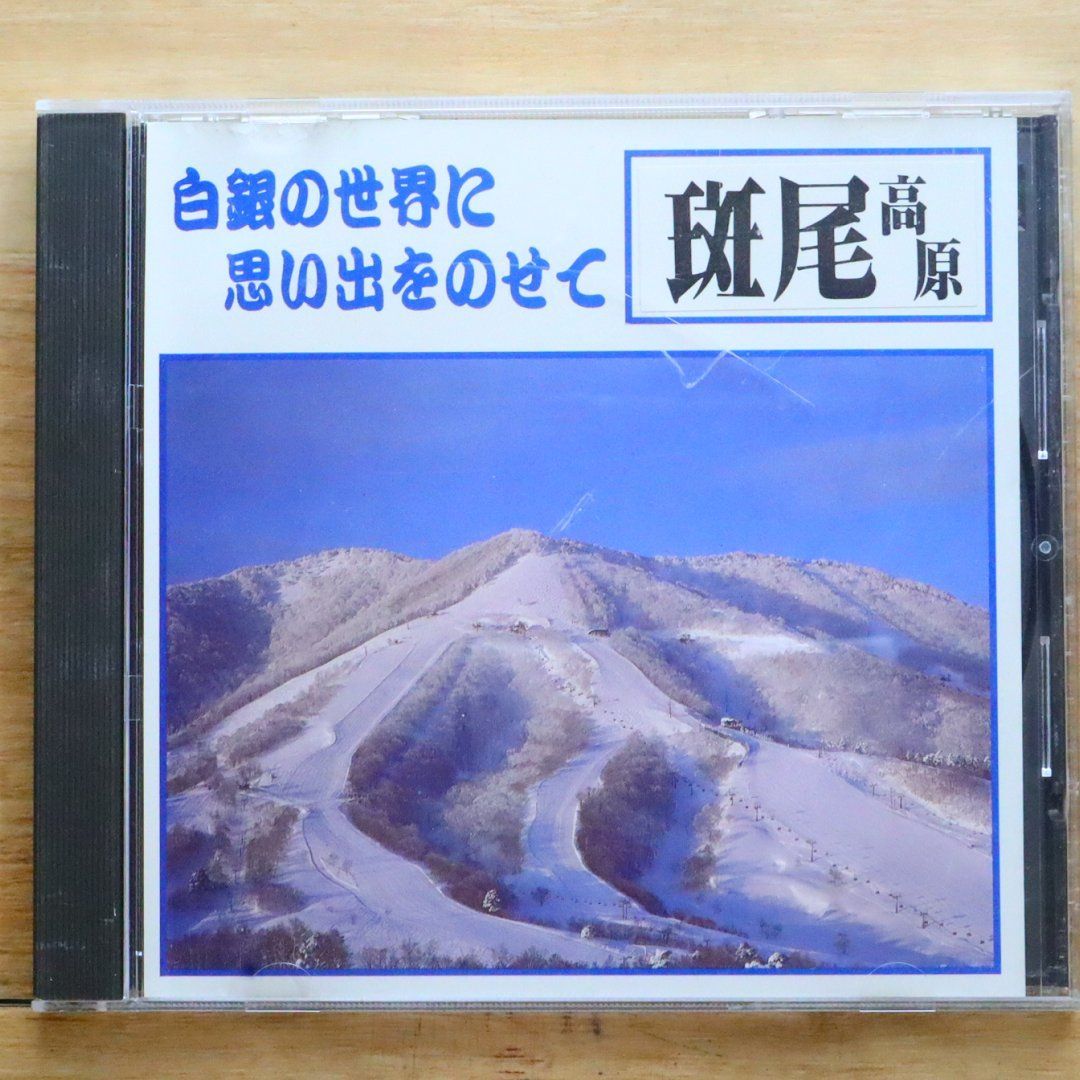 白銀の世界に
思い出をのせて
斑尾高原